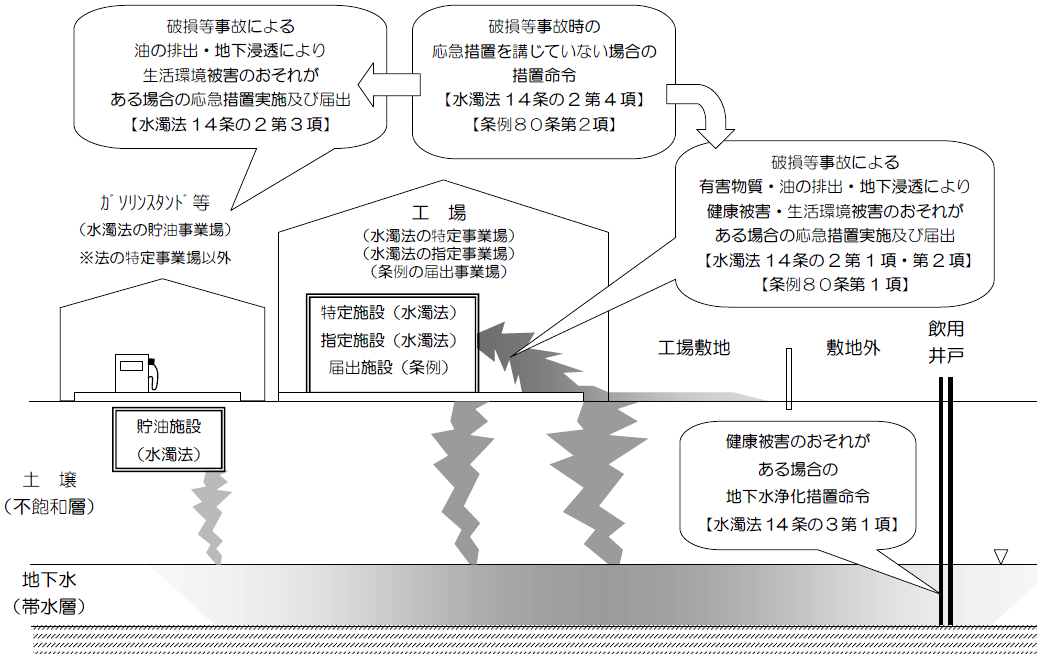 破損等事故による
油の排出・地下浸透により
生活環境被害のおそれが
ある場合の応急措置実施及び届出
【水濁法14条の2第3項】
破損等事故時の
応急措置を講じていない場合の
措置命令
【水濁法14条の2第4項】
【条例80条第2項】
破損等事故による
有害物質・油の排出・地下浸透により
健康被害・生活環境被害のおそれが
ある場合の応急措置実施及び届出
【水濁法14条の2第1項・第2項】
【条例80条第1項】
ガソリンスタンド等
(水濁法の貯油事業場)
※法の特定事業場以外
工 場
(水濁法の特定事業場)
(水濁法の指定事業場)
(条例の届出事業場)
特定施設(水濁法)
指定施設(水濁法)
届出施設(条例)
工場敷地
敷地外
飲用
井戸
貯油施設
(水濁法)
健康被害のおそれが
ある場合の
地下水浄化措置命令
【水濁法14条の3第1項】
土 壌
(不飽和層)
地下水
(帯水層)